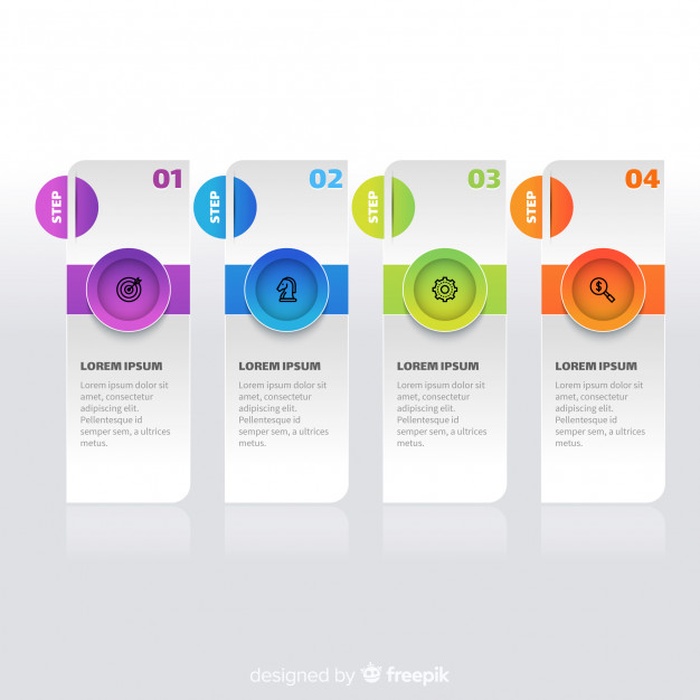 01
STEP
LOREM IPSUM
Lorem ipsum dolor sit
amet, consectetur
adipiscing elit.
Pellentesque id
semper sem, a ultrices
metus.
02
STEP
LOREM IPSUM
Lorem ipsum dolor sit
amet, consectetur
adipiscing elit.
Pellentesque id
semper sem, a ultrices
metus.
03
STEP
LOREM IPSUM
Lorem ipsum dolor sit
amet, consectetur
adipiscing elit.
Pellentesque id
semper sem, a ultrices
metus.
04
STEP
$
LOREM IPSUM
Lorem ipsum dolor sit
amet, consectetur
adipiscing elit.
Pellentesque id
semper sem, a ultrices
metus.
designed by freepik